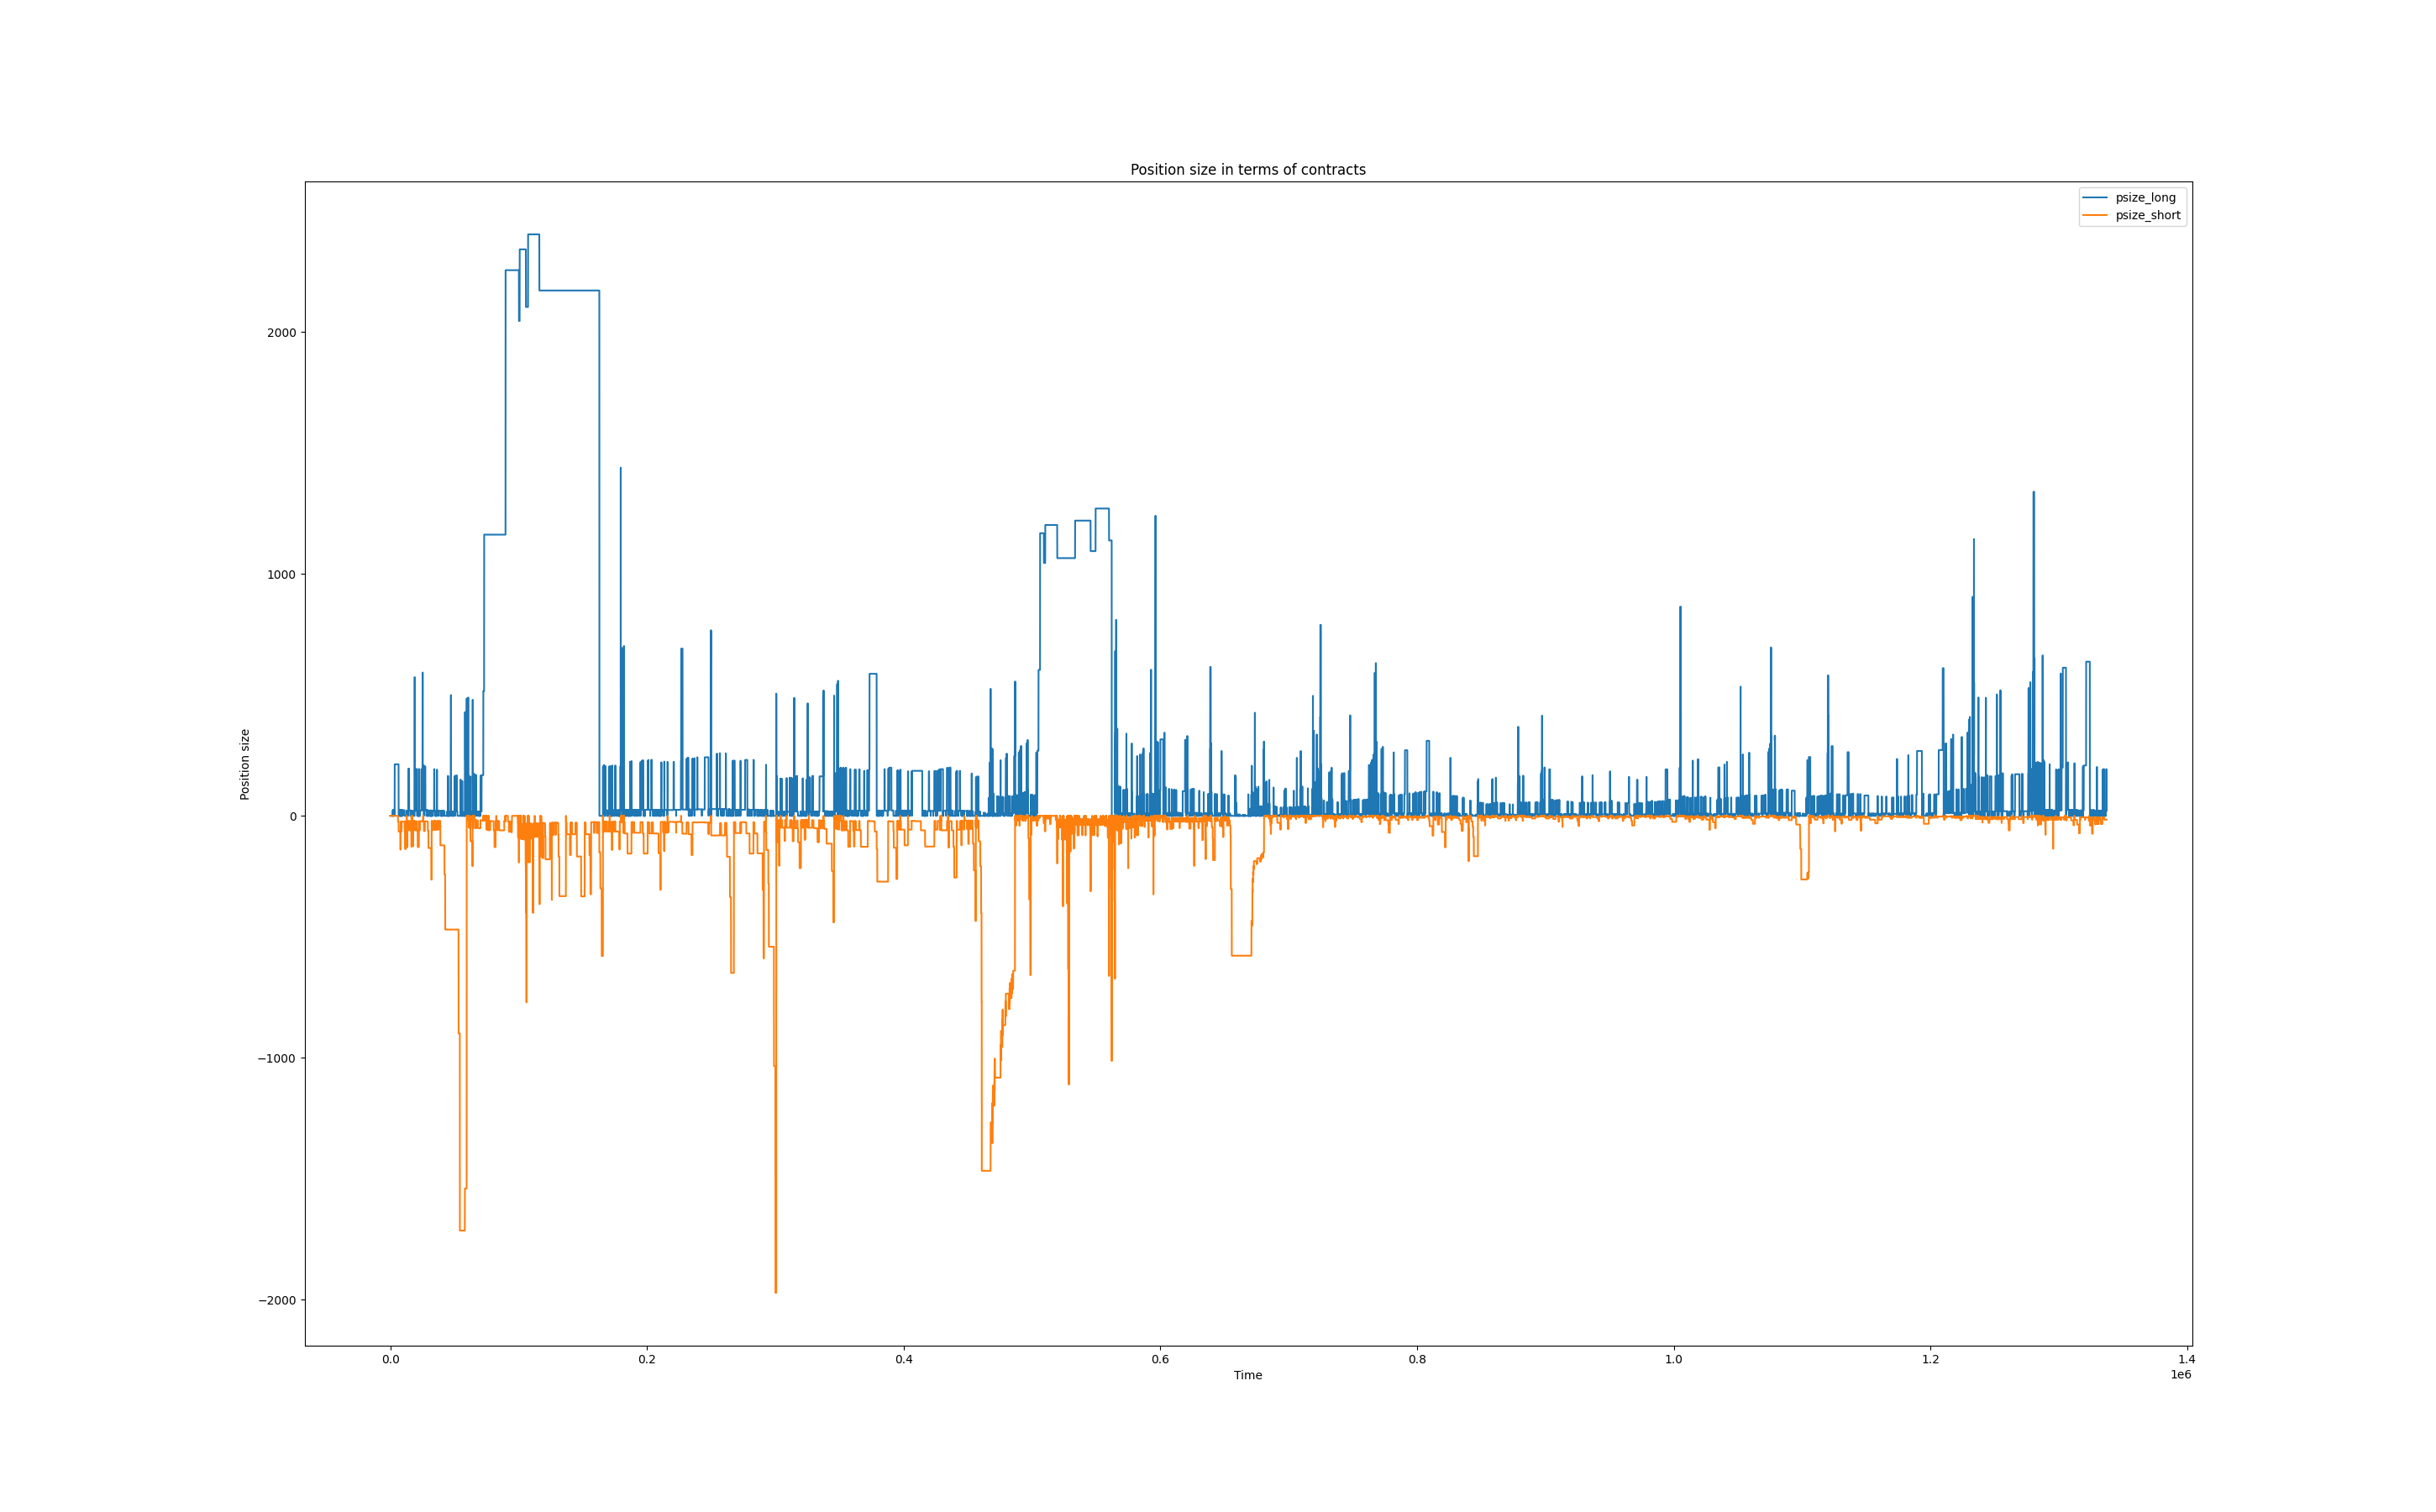 Position size in terms of contracts
psize_long
psize_short
2000
1000
0
−1000
−2000
Position size
0.0 0.2 0.4 0.6 0.8 1.0 1.2 1.4
1e6
Time